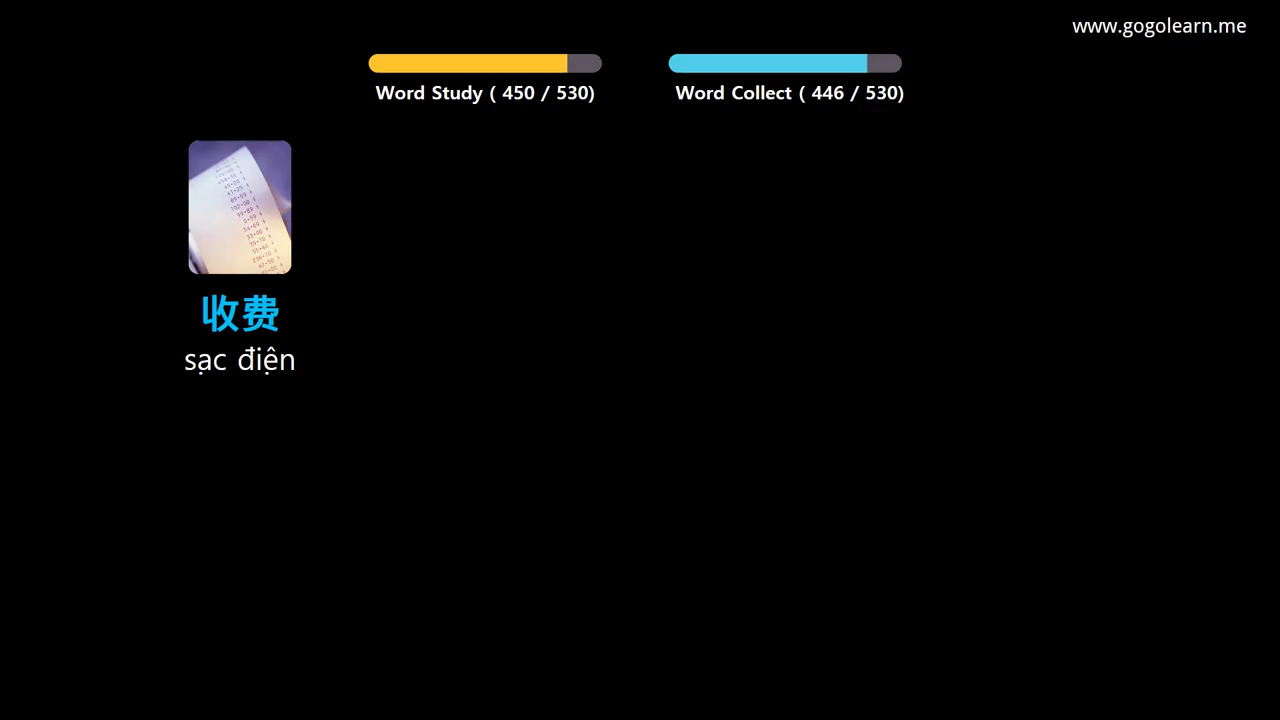 www.gogolearn.me
Word Study ( 450 / 530)
Word Collect ( 446 / 530)
收费
sạc điện